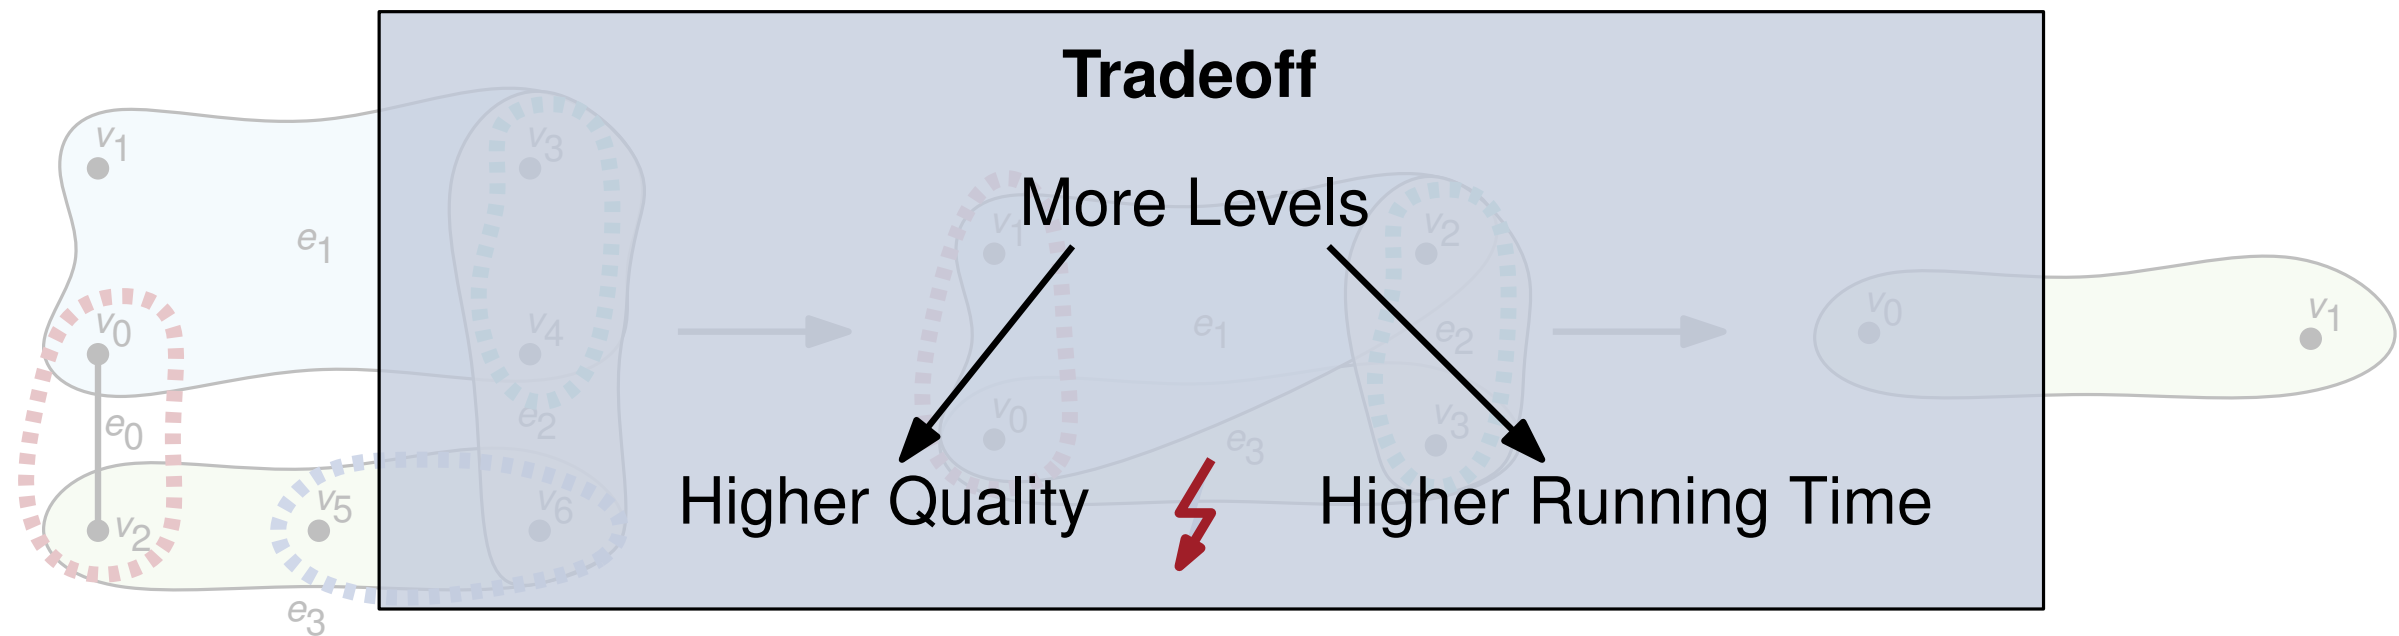 Tradeoff
More Levels
Higher Quality
Higher Running Time
v1
e1
v0
e0
v2
v5
e3
v3
v4
e2
v6
v1
e1
v0
v2
e2
v3
e3
v0
v1